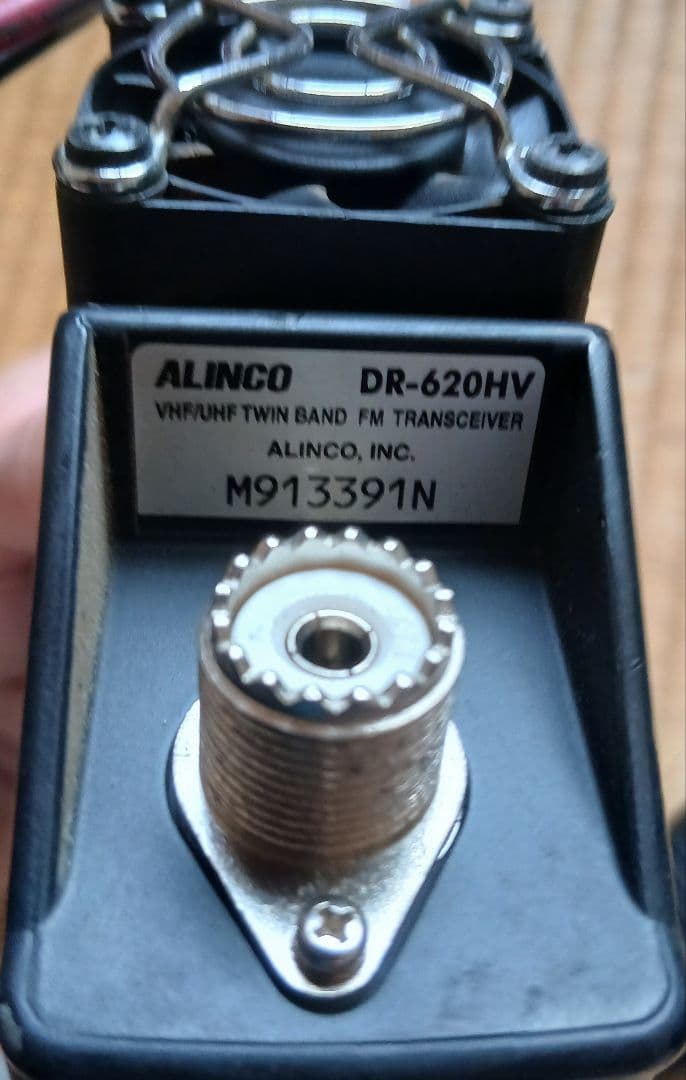 ALINCO DR-620HV
VHF/UHF TWIN BAND FM TRANSCEIVER
ALINCO, INC.
M913391N